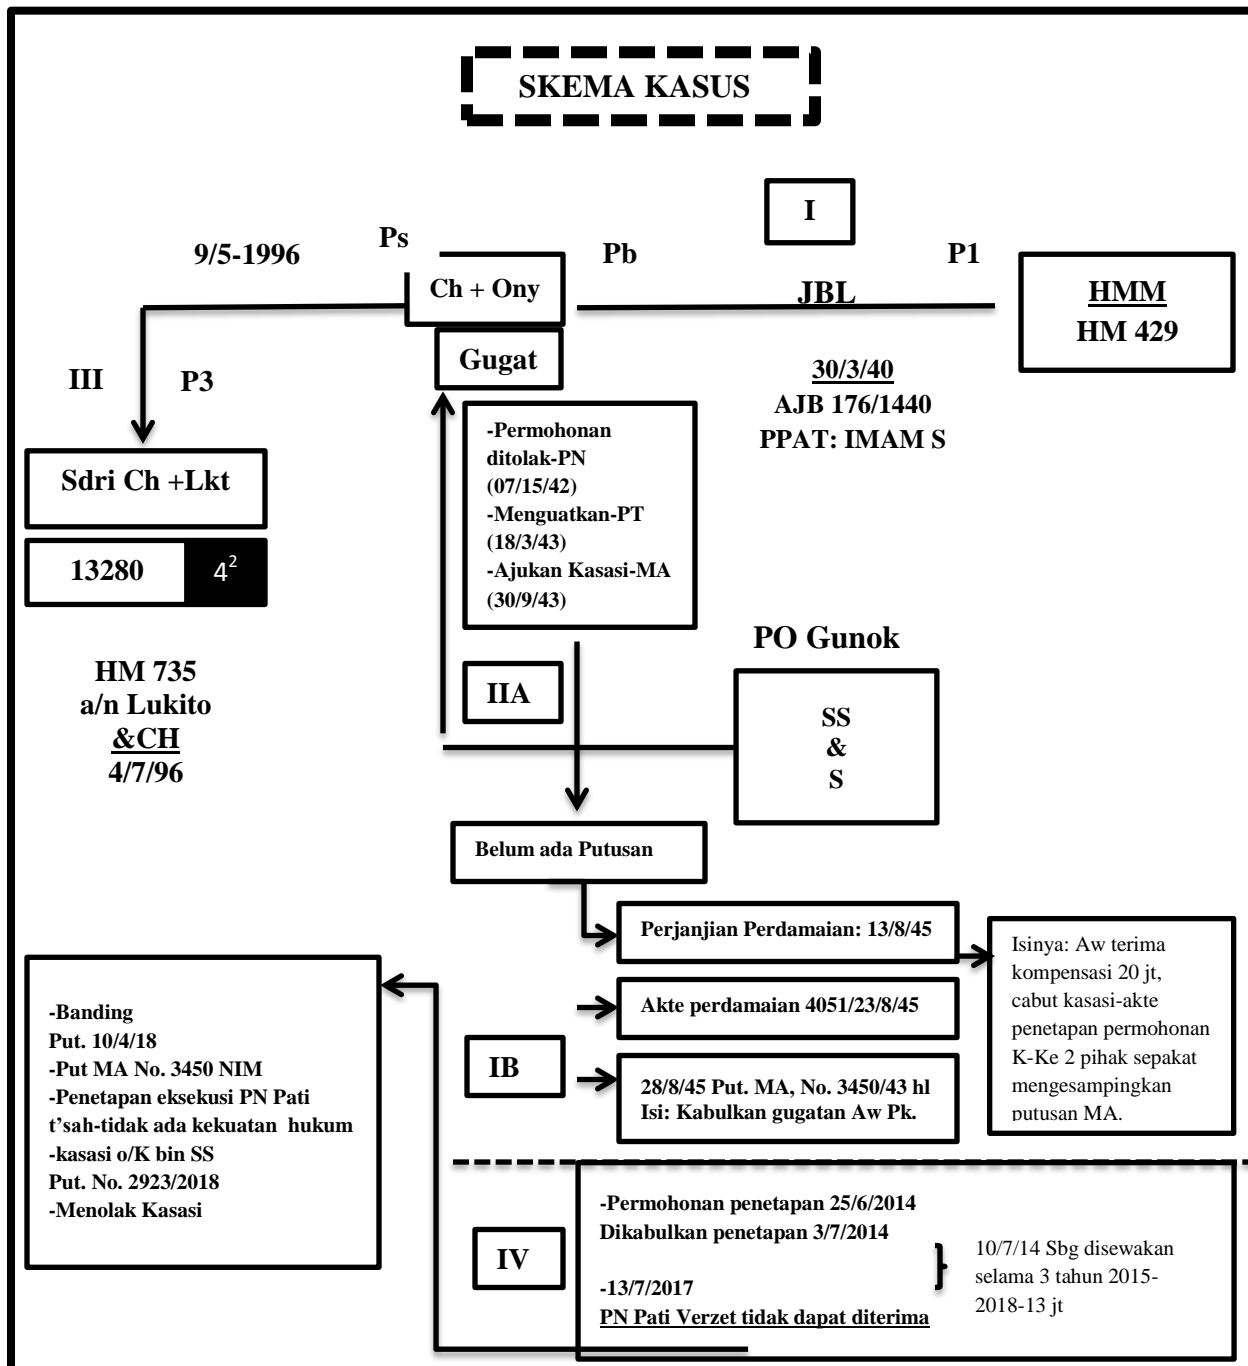 SKEMA KASUS
I
9/5-1996
Ps
Pb
P1
Ch + Ony
JBL
HMM
HM 429
Gugat
30/3/40
AJB 176/1440
PPAT: IMAM S
III
P3
Sdri Ch +Lkt
13280
4²
HM 735
a/n Lukito
&CH
4/7/96
-Permohonan
ditolak-PN
(07/15/42)
-Menguatkan-PT
(18/3/43)
-Ajukan Kasasi-MA
(30/9/43)
IIA
PO Gunok
SS
&
S
Belum ada Putusan
Perjanjian Perdamaian: 13/8/45
Isinya: Aw terima
kompensasi 20 jt,
cabut kasasi-akte
penetapan permohonan
K-Ke 2 pihak sepakat
mengesampingkan
putusan MA.
Akte perdamaian 4051/23/8/45
IB
28/8/45 Put. MA, No. 3450/43 hl
Isi: Kabulkan gugatan Aw Pk.
-Banding
Put. 10/4/18
-Put MA No. 3450 NIM
-Penetapan eksekusi PN Pati
t'sah-tidak ada kekuatan hukum
-kasasi o/K bin SS
Put. No. 2923/2018
-Menolak Kasasi
IV
-Permohonan penetapan 25/6/2014
Dikabulkan penetapan 3/7/2014
-13/7/2017
PN Pati Verzet tidak dapat diterima
10/7/14 Sbg disewakan
selama 3 tahun 2015-
2018-13 jt